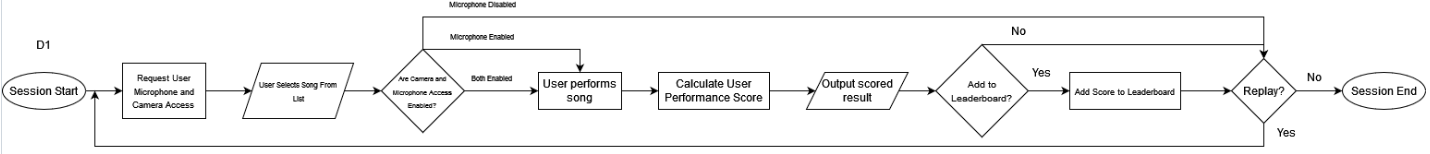 Microphone Disabled
D1
Microphone Enabled
No
Session Start
Request User
Microphone and
Camera Access
User Selects Song From
List
Are Camera and
Microphone Access
Enabled?
Both Enabled
User performs
song
Calculate User
Performance Score
Output scored
result
Add to
Leaderboard?
Yes
Add Score to Leaderboard
Replay?
No
Session End
Yes